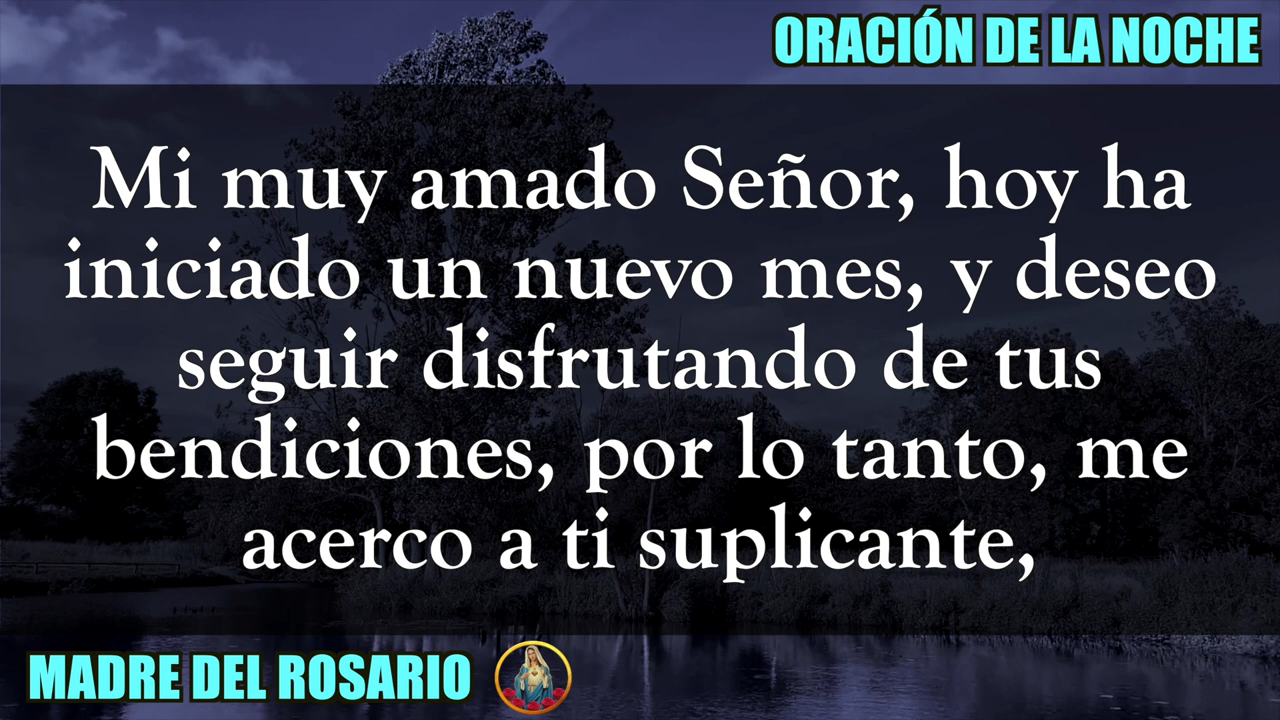 ORACIÓN DE LA NOCHE
Mi muy amado Señor, hoy ha
iniciado un nuevo mes, y deseo
seguir disfrutando de tus
bendiciones, por lo tanto, me
acerco a ti suplicante,
MADRE DEL ROSARIO